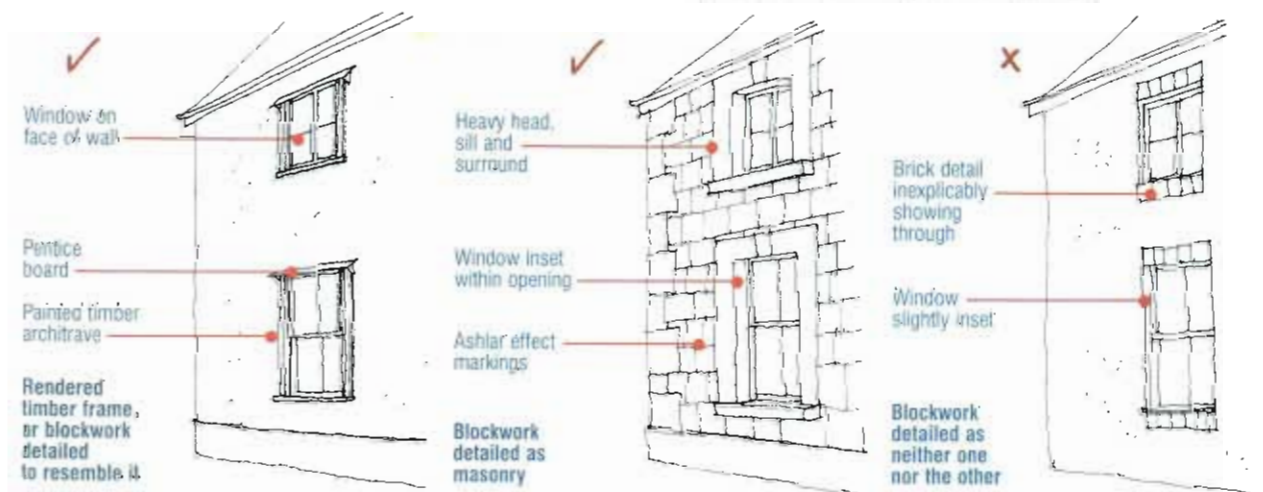 Window on
face of wall
Pentice
board
Painted timber
architrave
Rendered
timber frame,
or blockwork
detailed
to resemble it
Heavy head,
sill and
surround
Window inset
within opening
Ashlar effect
markings
Blockwork
detailed as
masonry
Brick detail
inexplicably
showing
through
Window
slightly inset
Blockwork
detailed as
neither one
nor the other